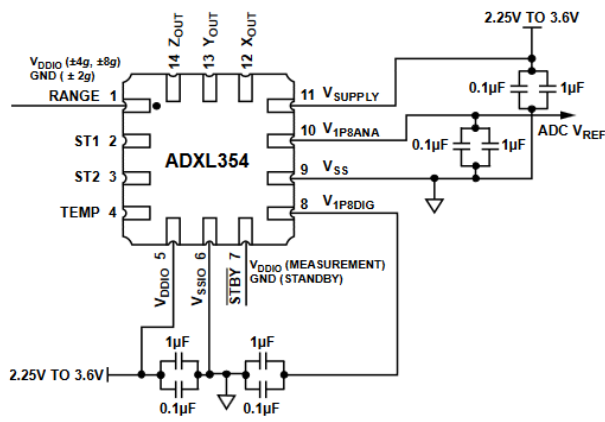 2.25V TO 3.6V
VDDIO (±4g, ±8g)
GND (± 2g)
14 ZOUT
13 YOUT
12 XOUT
RANGE 1
11 VSUPPLY
0.1µF
1µF
ST1 2
10 V1P8ANA
ADC VREF
0.1µF
1µF
ADXL354
ST2 3
9 VSS
TEMP 4
8 V1P8DIG
VDDIO 5
VSSIO 6
STBY 7
VDDIO (MEASUREMENT)
GND (STANDBY)
1µF
1µF
2.25V TO 3.6V
0.1µF
0.1µF